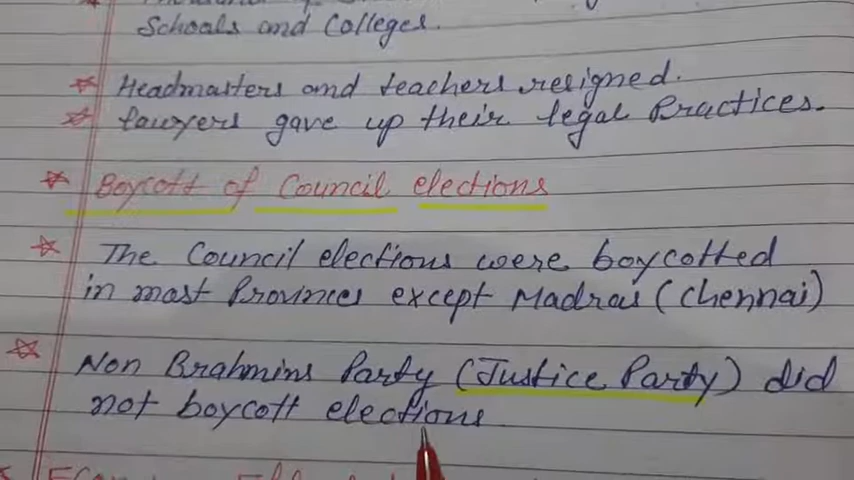 Schools and Colleges.
Headmasters and teachers resigned.
Lawyers gave up their legal Practices.
Boycott of Council elections
The Council elections were boycotted
in most Provinces except Madras (Chennai)
Non Brahmins Party (Justice Party) did
not boycott elections